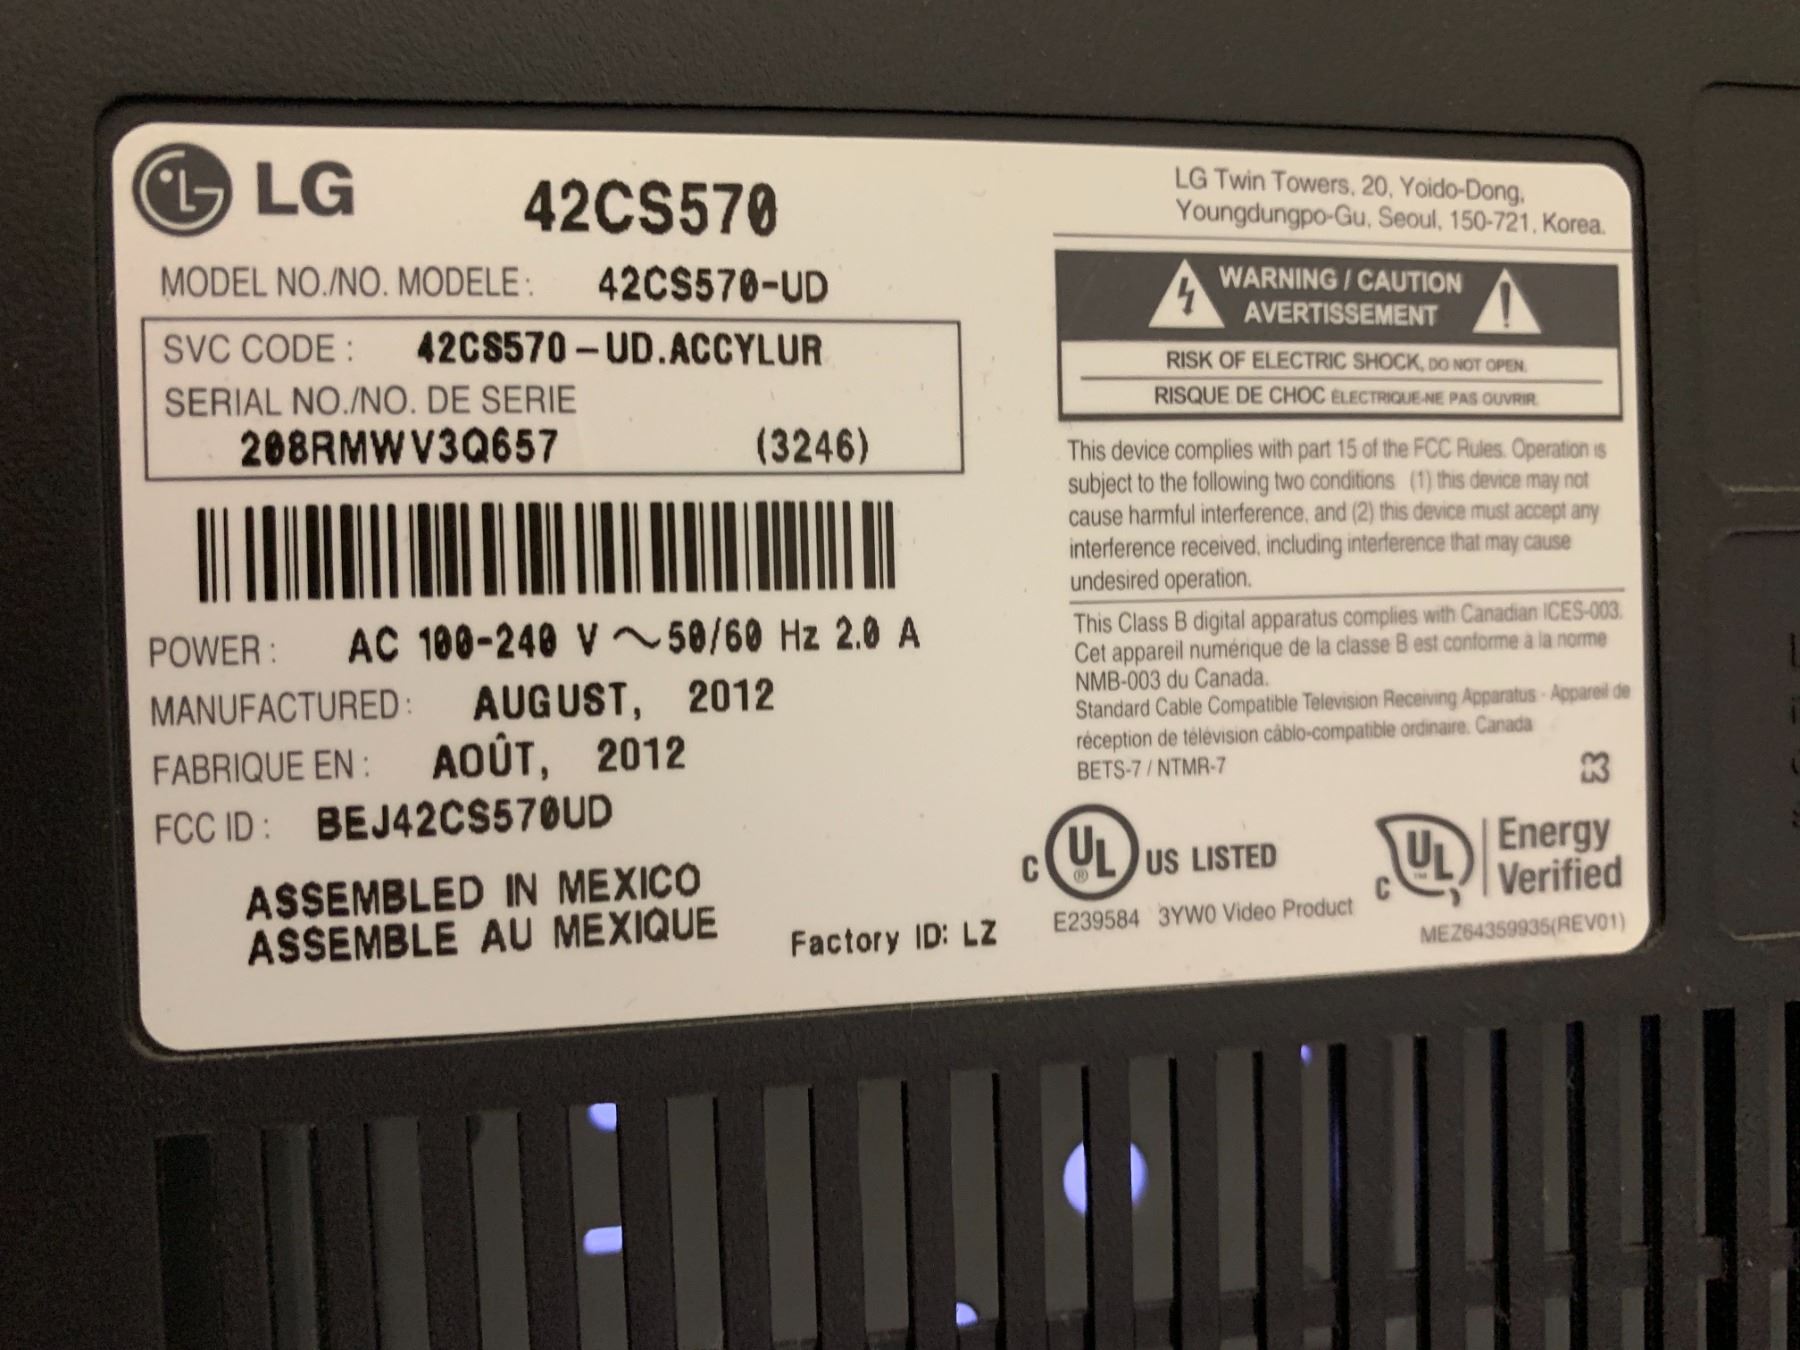 LG
42CS570
MODEL NO./NO. MODELE : 42CS570-UD
SVC CODE : 42CS570-UD.ACCYLUR
SERIAL NO./NO. DE SERIE
208RMWV3Q657 (3246)
POWER : AC 100-240 V ~50/60 Hz 2.0 A
MANUFACTURED : AUGUST, 2012
FABRIQUE EN : AOÛT, 2012
FCC ID : BEJ42CS570UD
ASSEMBLED IN MEXICO
ASSEMBLE AU MEXIQUE
Factory ID: LZ
LG Twin Towers, 20, Yoido-Dong,
Youngdungpo-Gu, Seoul, 150-721, Korea.
WARNING / CAUTION
AVERTISSEMENT
RISK OF ELECTRIC SHOCK, DO NOT OPEN.
RISQUE DE CHOC ÉLECTRIQUE-NE PAS OUVRIR.
This device complies with part 15 of the FCC Rules. Operation is
subject to the following two conditions (1) this device may not
cause harmful interference, and (2) this device must accept any
interference received, including interference that may cause
undesired operation.
This Class B digital apparatus complies with Canadian ICES-003.
Cet appareil numérique de la classe B est conforme à la norme
NMB-003 du Canada.
Standard Cable Compatible Television Receiving Apparatus - Appareil de
réception de télévision câblo-compatible ordinaire, Canada
BETS-7 / NTMR-7
C UL ® US LISTED
E239584 3YW0 Video Product
C UL ™ Energy
Verified
MEZ64359935(REV01)